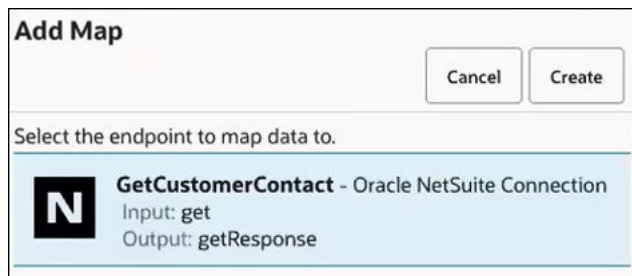 Add Map
Cancel Create
Select the endpoint to map data to.
N
GetCustomerContact - Oracle NetSuite Connection
Input: get
Output: getResponse